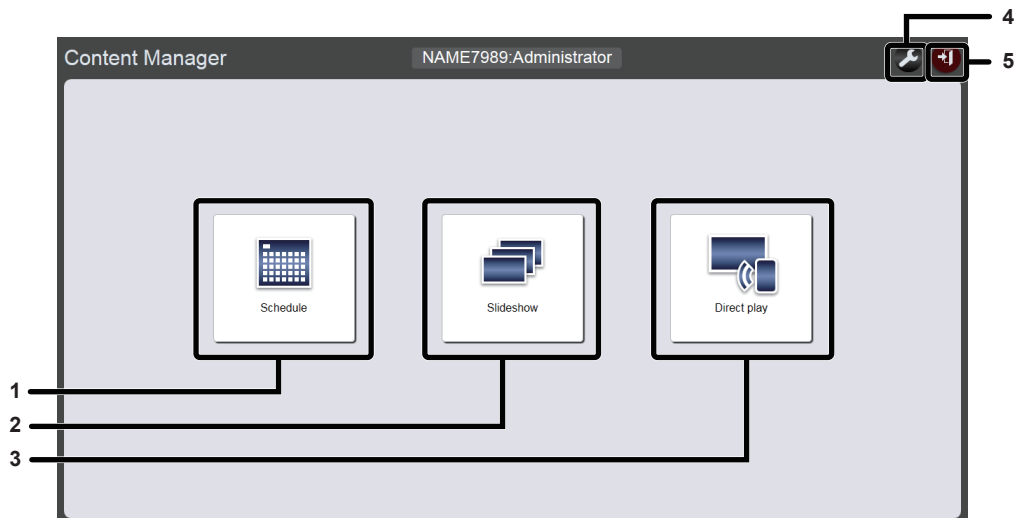 4
Content Manager
NAME7989:Administrator
5
Schedule
Slideshow
Direct play
1
2
3